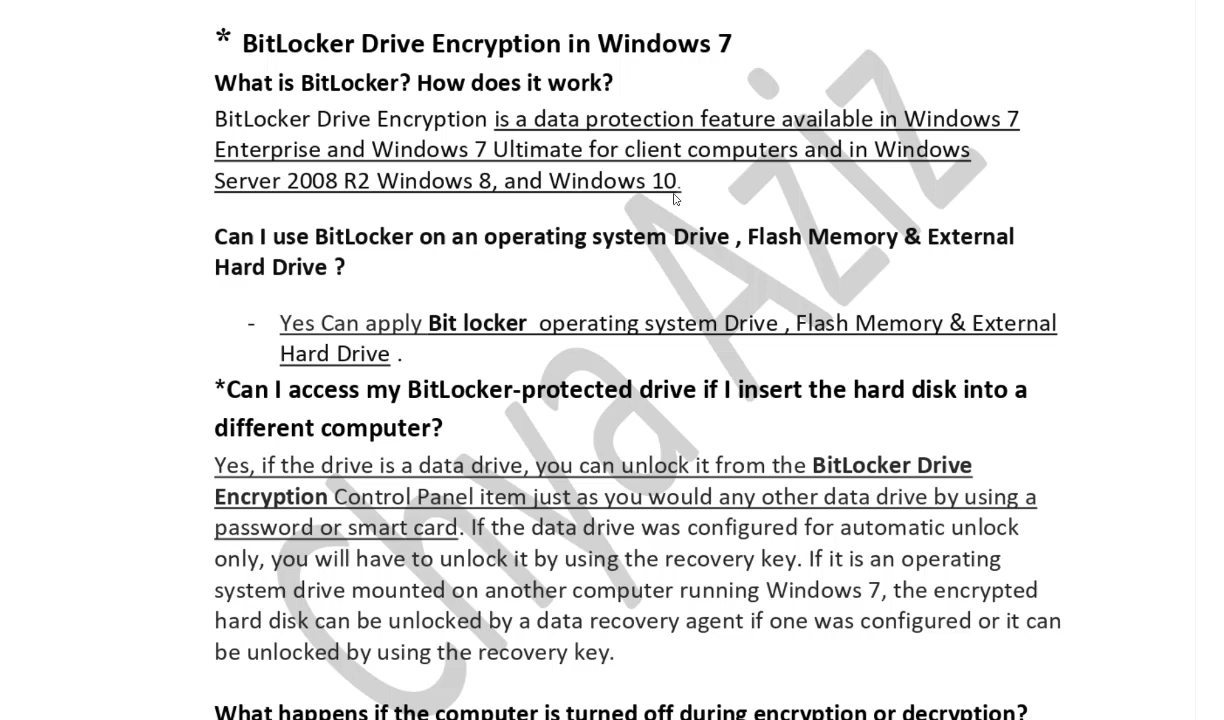 * BitLocker Drive Encryption in Windows 7
What is BitLocker? How does it work?
BitLocker Drive Encryption is a data protection feature available in Windows 7
Enterprise and Windows 7 Ultimate for client computers and in Windows
Server 2008 R2 Windows 8, and Windows 10.
Can I use BitLocker on an operating system Drive , Flash Memory & External
Hard Drive ?
- Yes Can apply Bit locker  operating system Drive , Flash Memory & External
Hard Drive .
*Can I access my BitLocker-protected drive if I insert the hard disk into a
different computer?
Yes, if the drive is a data drive, you can unlock it from the BitLocker Drive
Encryption Control Panel item just as you would any other data drive by using a
password or smart card. If the data drive was configured for automatic unlock
only, you will have to unlock it by using the recovery key. If it is an operating
system drive mounted on another computer running Windows 7, the encrypted
hard disk can be unlocked by a data recovery agent if one was configured or it can
be unlocked by using the recovery key.
What happens if the computer is turned off during encryption or decryption?
Chya Aziz